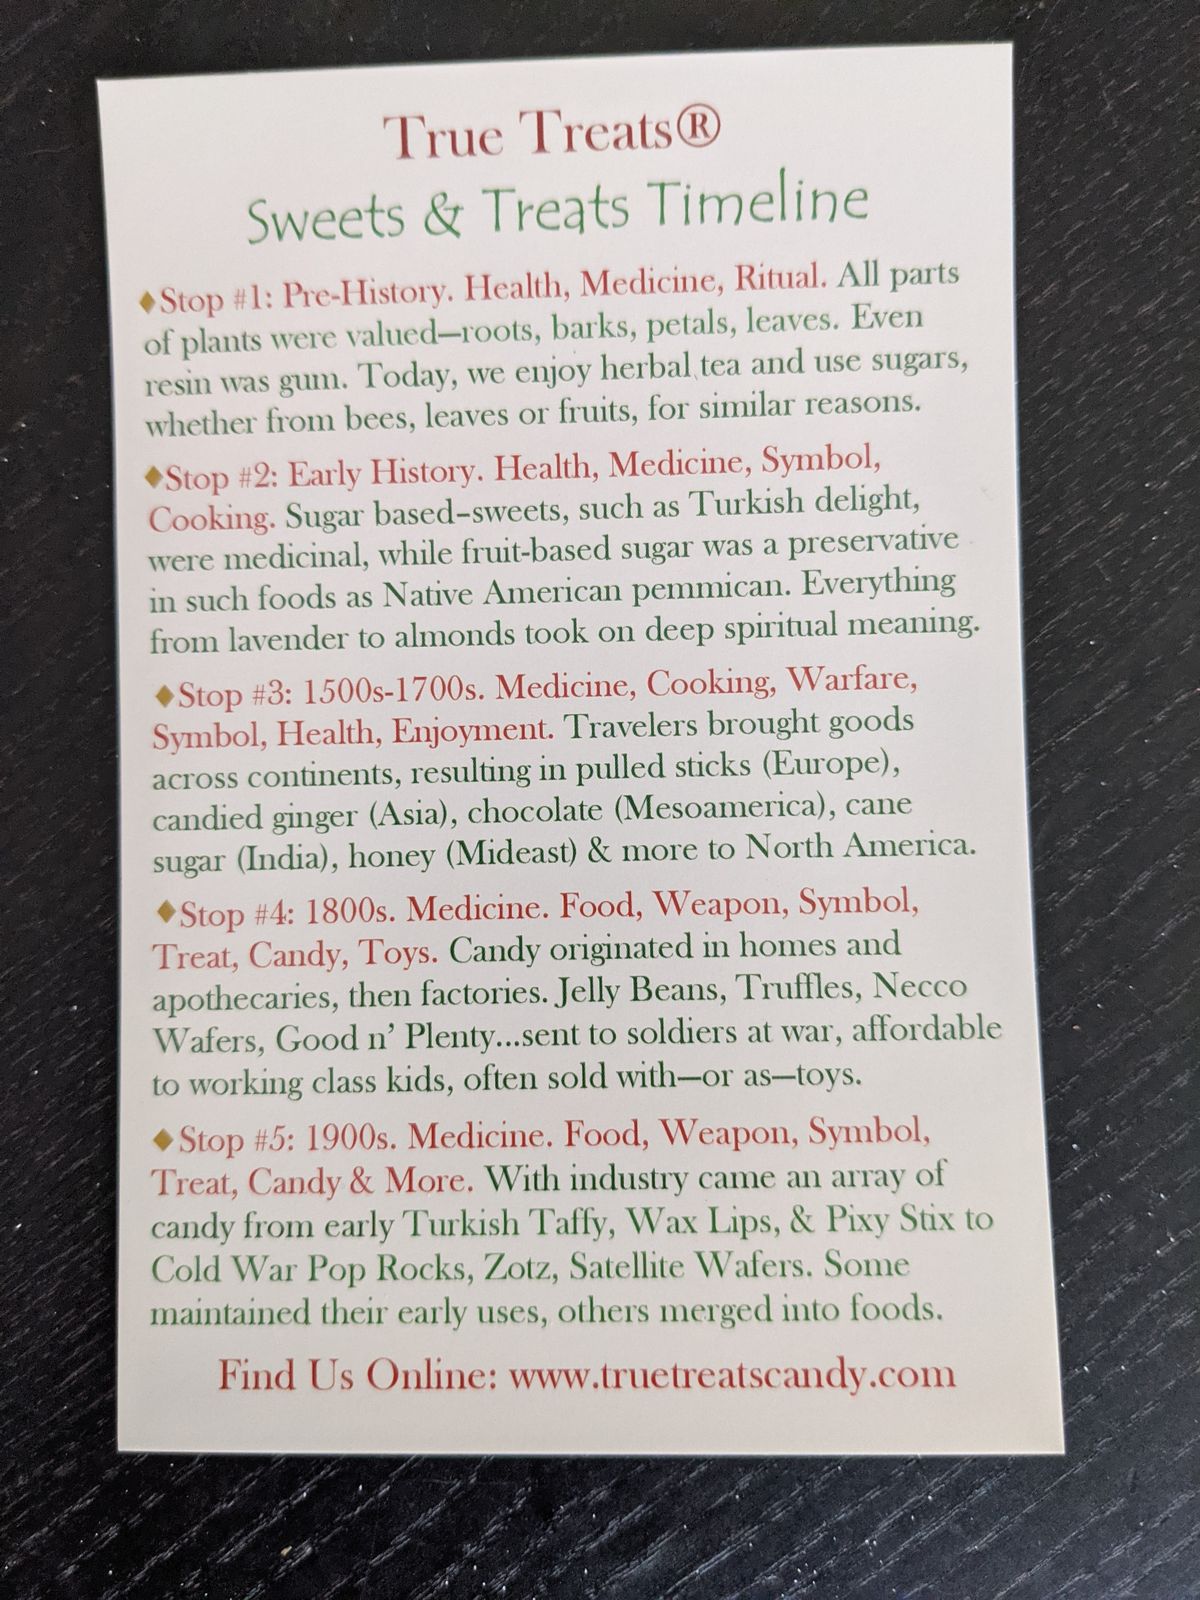 True Treats®
Sweets & Treats Timeline
♦Stop #1: Pre-History. Health, Medicine, Ritual. All parts
of plants were valued—roots, barks, petals, leaves. Even
resin was gum. Today, we enjoy herbal tea and use sugars,
whether from bees, leaves or fruits, for similar reasons.
♦Stop #2: Early History. Health, Medicine, Symbol,
Cooking. Sugar based–sweets, such as Turkish delight,
were medicinal, while fruit-based sugar was a preservative
in such foods as Native American pemmican. Everything
from lavender to almonds took on deep spiritual meaning.
♦Stop #3: 1500s-1700s. Medicine, Cooking, Warfare,
Symbol, Health, Enjoyment. Travelers brought goods
across continents, resulting in pulled sticks (Europe),
candied ginger (Asia), chocolate (Mesoamerica), cane
sugar (India), honey (Mideast) & more to North America.
♦Stop #4: 1800s. Medicine. Food, Weapon, Symbol,
Treat, Candy, Toys. Candy originated in homes and
apothecaries, then factories. Jelly Beans, Truffles, Necco
Wafers, Good n’ Plenty...sent to soldiers at war, affordable
to working class kids, often sold with—or as—toys.
♦Stop #5: 1900s. Medicine. Food, Weapon, Symbol,
Treat, Candy & More. With industry came an array of
candy from early Turkish Taffy, Wax Lips, & Pixy Stix to
Cold War Pop Rocks, Zotz, Satellite Wafers. Some
maintained their early uses, others merged into foods.
Find Us Online: www.truetreatscandy.com